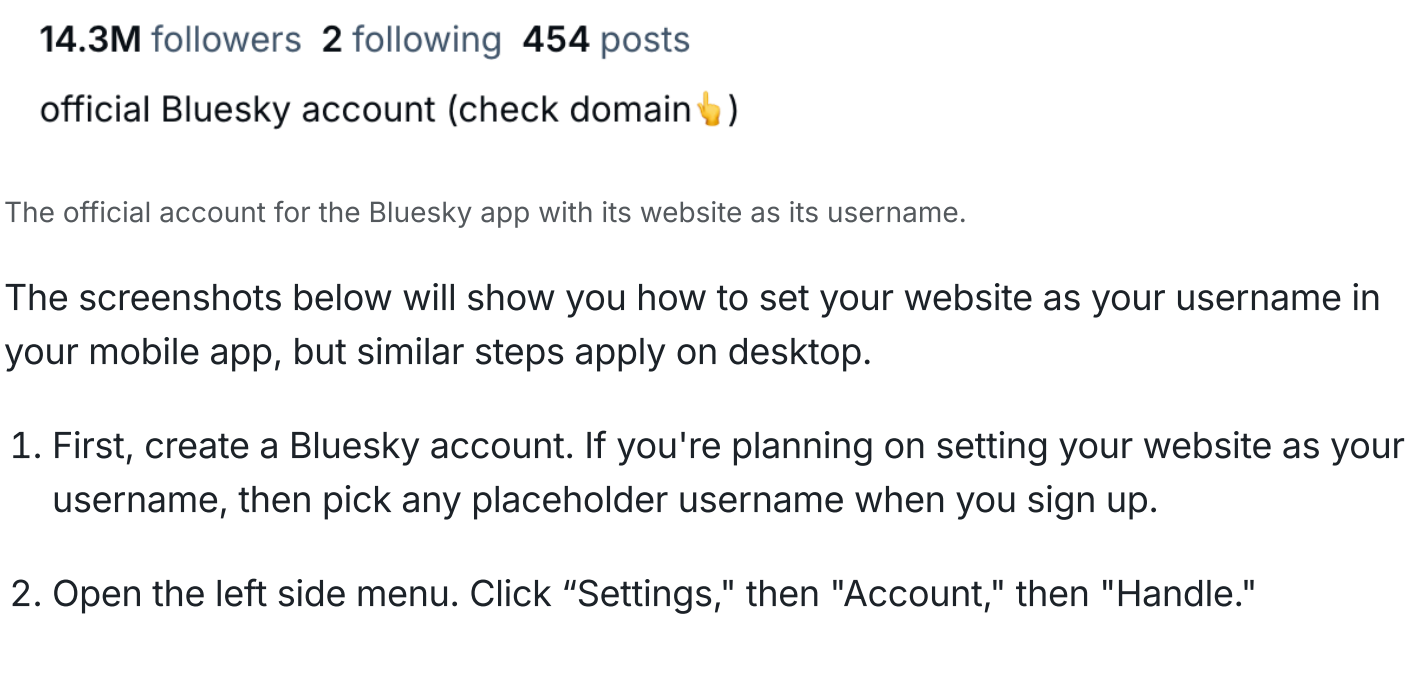 14.3M followers 2 following 454 posts
official Bluesky account (check domain👆)
The official account for the Bluesky app with its website as its username.
The screenshots below will show you how to set your website as your username in
your mobile app, but similar steps apply on desktop.
1. First, create a Bluesky account. If you're planning on setting your website as your
username, then pick any placeholder username when you sign up.
2. Open the left side menu. Click “Settings," then "Account," then "Handle."